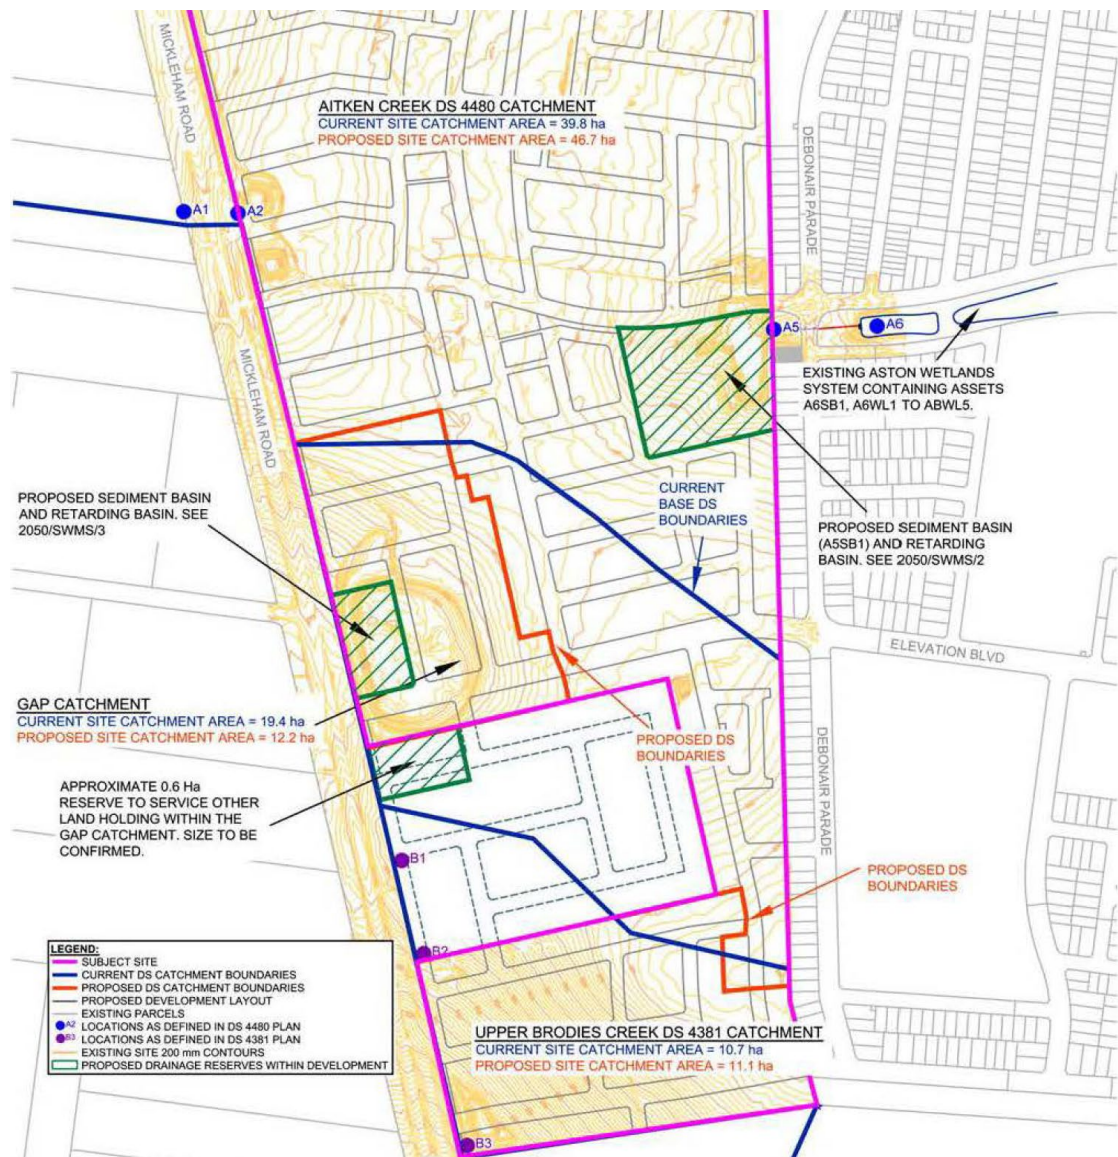 MICKLEHAM ROAD
AITKEN CREEK DS 4480 CATCHMENT
CURRENT SITE CATCHMENT AREA = 39.8 ha
PROPOSED SITE CATCHMENT AREA = 46.7 ha
DEBONAIR PARADE
A1
A2
A5
A6
MICKLEHAM ROAD
EXISTING ASTON WETLANDS
SYSTEM CONTAINING ASSETS
A6SB1, A6WL1 TO ABWL5.
PROPOSED SEDIMENT BASIN
AND RETARDING BASIN. SEE
2050/SWMS/3
CURRENT
BASE DS
BOUNDARIES
PROPOSED SEDIMENT BASIN
(A5SB1) AND RETARDING
BASIN. SEE 2050/SWMS/2
ELEVATION BLVD
GAP CATCHMENT
CURRENT SITE CATCHMENT AREA = 19.4 ha
PROPOSED SITE CATCHMENT AREA = 12.2 ha
PROPOSED DS
BOUNDARIES
DEBONAIR PARADE
APPROXIMATE 0.6 Ha
RESERVE TO SERVICE OTHER
LAND HOLDING WITHIN THE
GAP CATCHMENT. SIZE TO BE
CONFIRMED.
B1
PROPOSED DS
BOUNDARIES
B2
LEGEND:
SUBJECT SITE
CURRENT DS CATCHMENT BOUNDARIES
PROPOSED DS CATCHMENT BOUNDARIES
PROPOSED DEVELOPMENT LAYOUT
EXISTING PARCELS
A2 LOCATIONS AS DEFINED IN DS 4480 PLAN
B3 LOCATIONS AS DEFINED IN DS 4381 PLAN
EXISTING SITE 200 mm CONTOURS
PROPOSED DRAINAGE RESERVES WITHIN DEVELOPMENT
UPPER BRODIES CREEK DS 4381 CATCHMENT
CURRENT SITE CATCHMENT AREA = 10.7 ha
PROPOSED SITE CATCHMENT AREA = 11.1 ha
B3